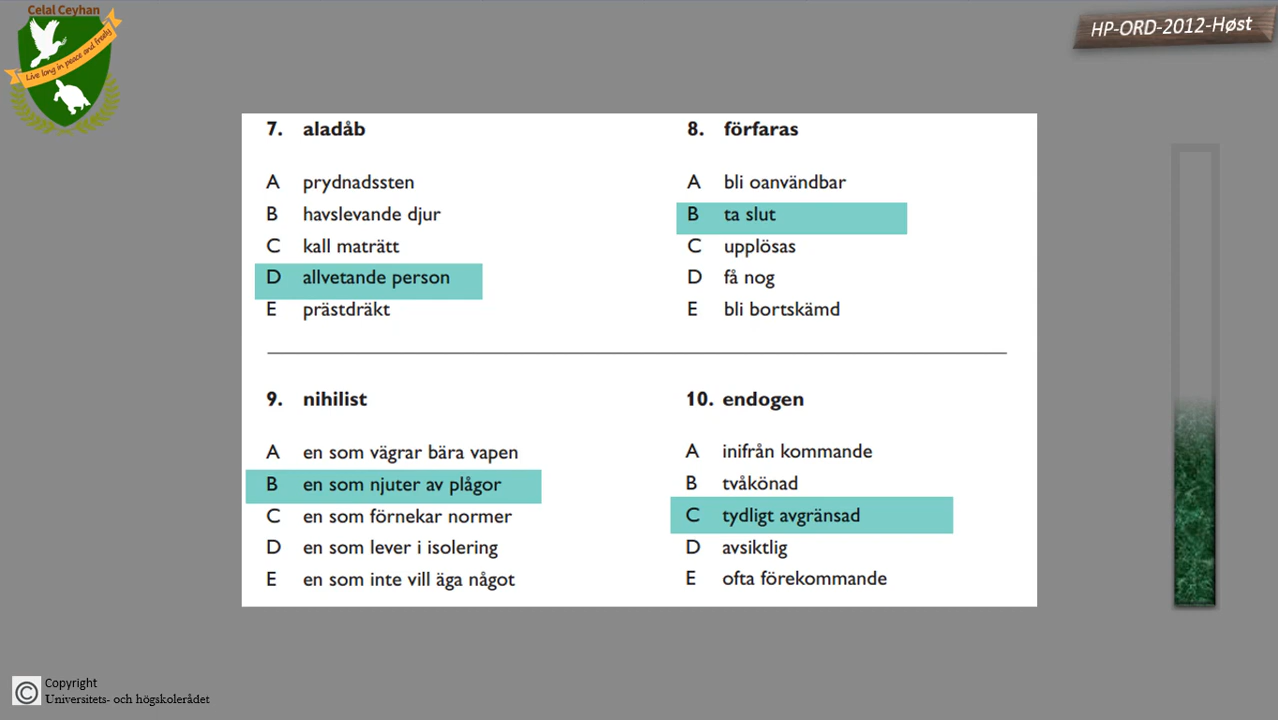 Celal Ceyhan
Live long in peace and freely
HP-ORD-2012-Høst
7. aladåb
A prydnadssten
B havslevande djur
C kall maträtt
D allvetande person
E prästdräkt
8. förfaras
A bli oanvändbar
B ta slut
C upplösas
D få nog
E bli bortskämd
9. nihilist
A en som vägrar bära vapen
B en som njuter av plågor
C en som förnekar normer
D en som lever i isolering
E en som inte vill äga något
10. endogen
A inifrån kommande
B tvåkönad
C tydligt avgränsad
D avsiktlig
E ofta förekommande
© Copyright
Universitets- och högskolerådet